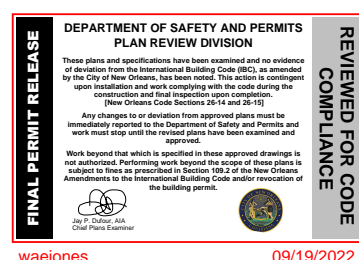 FINAL PERMIT RELEASE
DEPARTMENT OF SAFETY AND PERMITS
PLAN REVIEW DIVISION
These plans and specifications have been examined and no evidence
of deviation from the International Building Code (IBC), as amended
by the City of New Orleans, has been noted. This action is contingent
upon installation and work complying with the code during the
construction and final inspection upon completion.
[New Orleans Code Sections 26-14 and 26-15]
Any changes to or deviation from approved plans must be
immediately reported to the Department of Safety and Permits and
work must stop until the revised plans have been examined and
approved.
Work beyond that which is specified in these approved drawings is
not authorized. Performing work beyond the scope of these plans is
subject to fines as prescribed in Section 109.2 of the New Orleans
Amendments to the International Building Code and/or revocation of
the building permit.
Jay P. Dufour, AIA
Chief Plans Examiner
REVIEWED FOR CODE
COMPLIANCE
waejones
09/19/2022